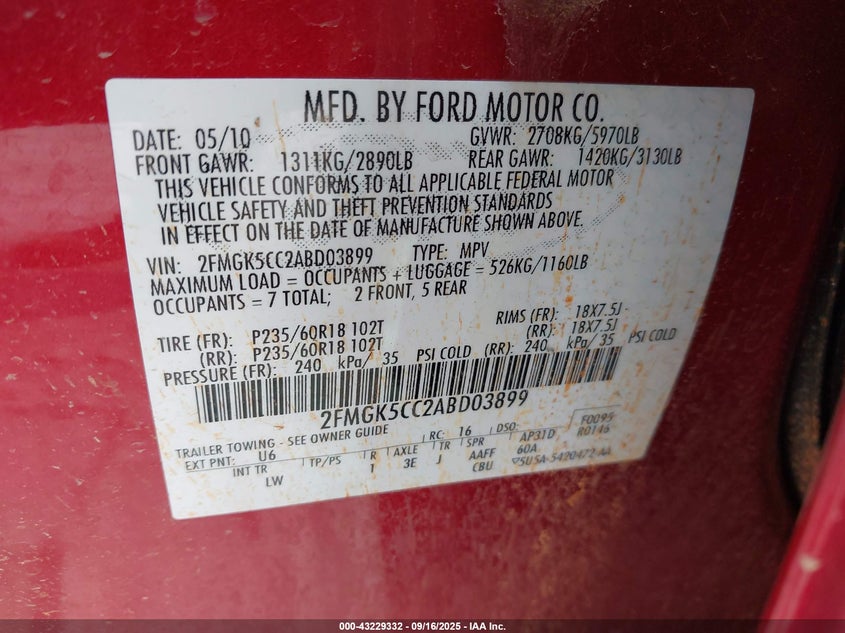 MFD. BY FORD MOTOR CO.
DATE: 05/10 GVWR: 2708KG/5970LB
FRONT GAWR: 1311KG/2890LB REAR GAWR: 1420KG/3130LB
THIS VEHICLE CONFORMS TO ALL APPLICABLE FEDERAL MOTOR
VEHICLE SAFETY AND THEFT PREVENTION STANDARDS
IN EFFECT ON THE DATE OF MANUFACTURE SHOWN ABOVE.
VIN: 2FMGK5CC2ABD03899 TYPE: MPV
MAXIMUM LOAD = OCCUPANTS + LUGGAGE = 526KG/1160LB
OCCUPANTS = 7 TOTAL; 2 FRONT, 5 REAR
TIRE (FR): P235/60R18 102T RIMS (FR): 18X7.5J
(RR): P235/60R18 102T (RR): 18X7.5J
PRESSURE (FR): 240 kPa/ 35 PSI COLD (RR): 240 kPa/ 35 PSI COLD
2FMGK5CC2ABD03899
TRAILER TOWING - SEE OWNER GUIDE RC: 16 DSO: F0095
EXT PNT: U6 R AXLE TR SPR AP31D R0146
INT TR TP/PS 1 3E J AAFF 60A
LW CBU 5U5A-5420472-AA
000-43229332 - 09/16/2025 - IAA Inc.